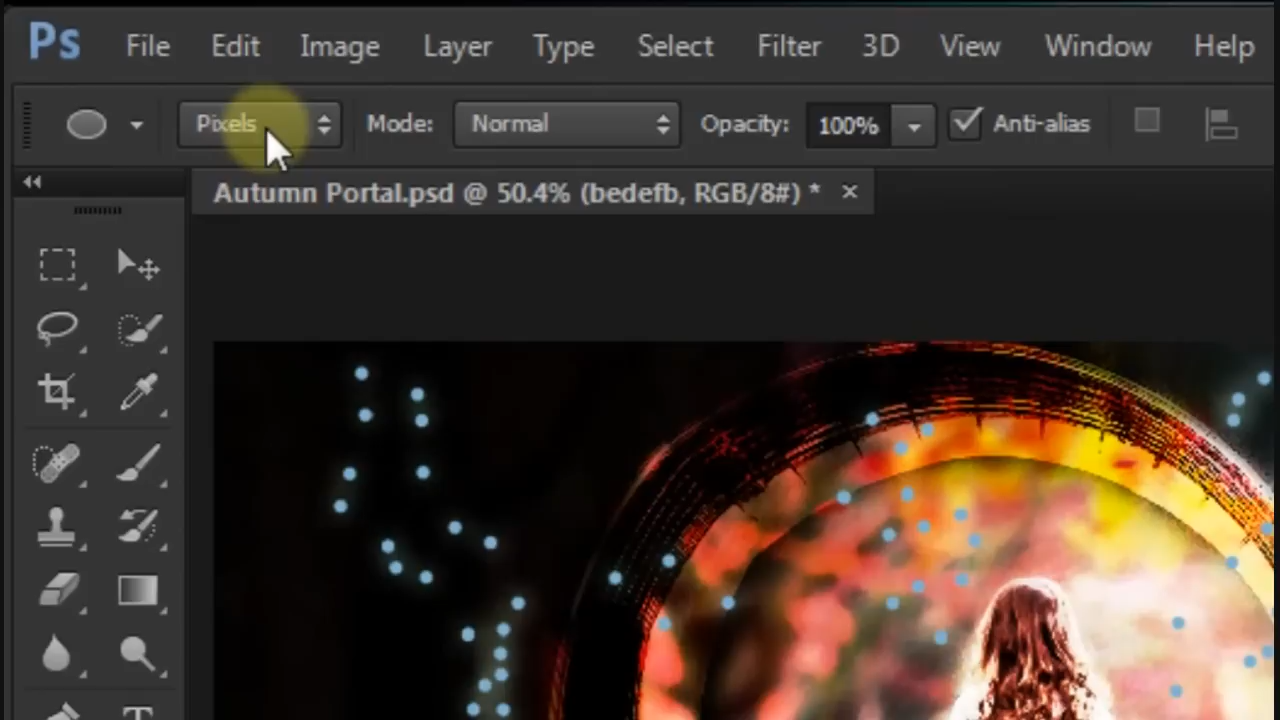 Ps File Edit Image Layer Type Select Filter 3D View Window Help
Pixels Mode: Normal Opacity: 100% Anti-alias
Autumn Portal.psd @ 50.4% (bedefb, RGB/8#) * ×
T